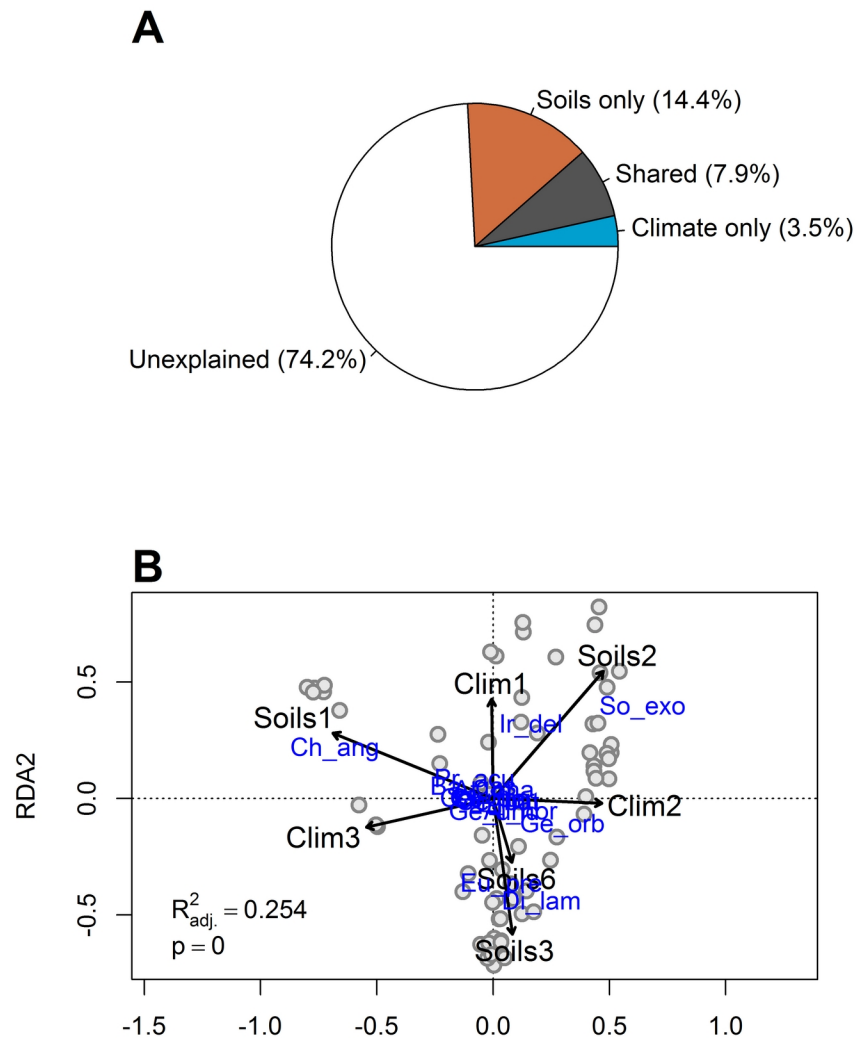 A
Soils only (14.4%)
Shared (7.9%)
Climate only (3.5%)
Unexplained (74.2%)
B
Soils2
Clim1
So_exo
Soils1
Ir_del
Ch_ang
Clim2
Ge_orb
Clim3
Soils6
Di_lam
Soils3
R²adj. = 0.254
p = 0
RDA2
0.5
0.0
-0.5
-1.5 -1.0 -0.5 0.0 0.5 1.0